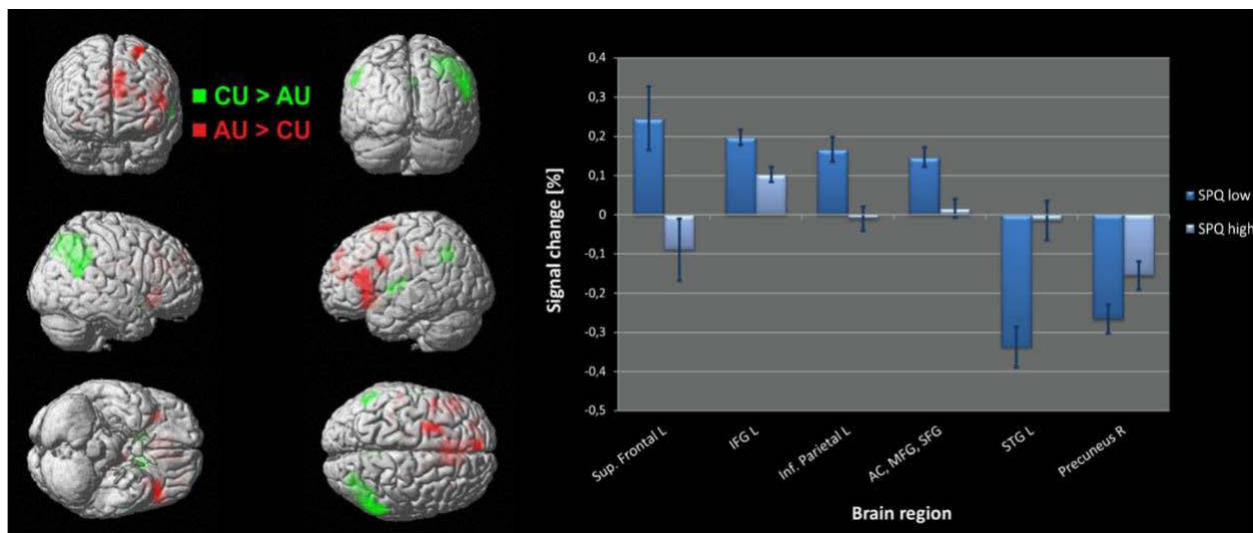 CU > AU
AU > CU
0,4
0,3
0,2
0,1
0
-0,1
-0,2
-0,3
-0,4
-0,5
Signal change [%]
Sup. Frontal L
IFG L
Inf. Parietal L
AC, MFG, SFG
STG L
Precuneus R
Brain region
SPQ low
SPQ high